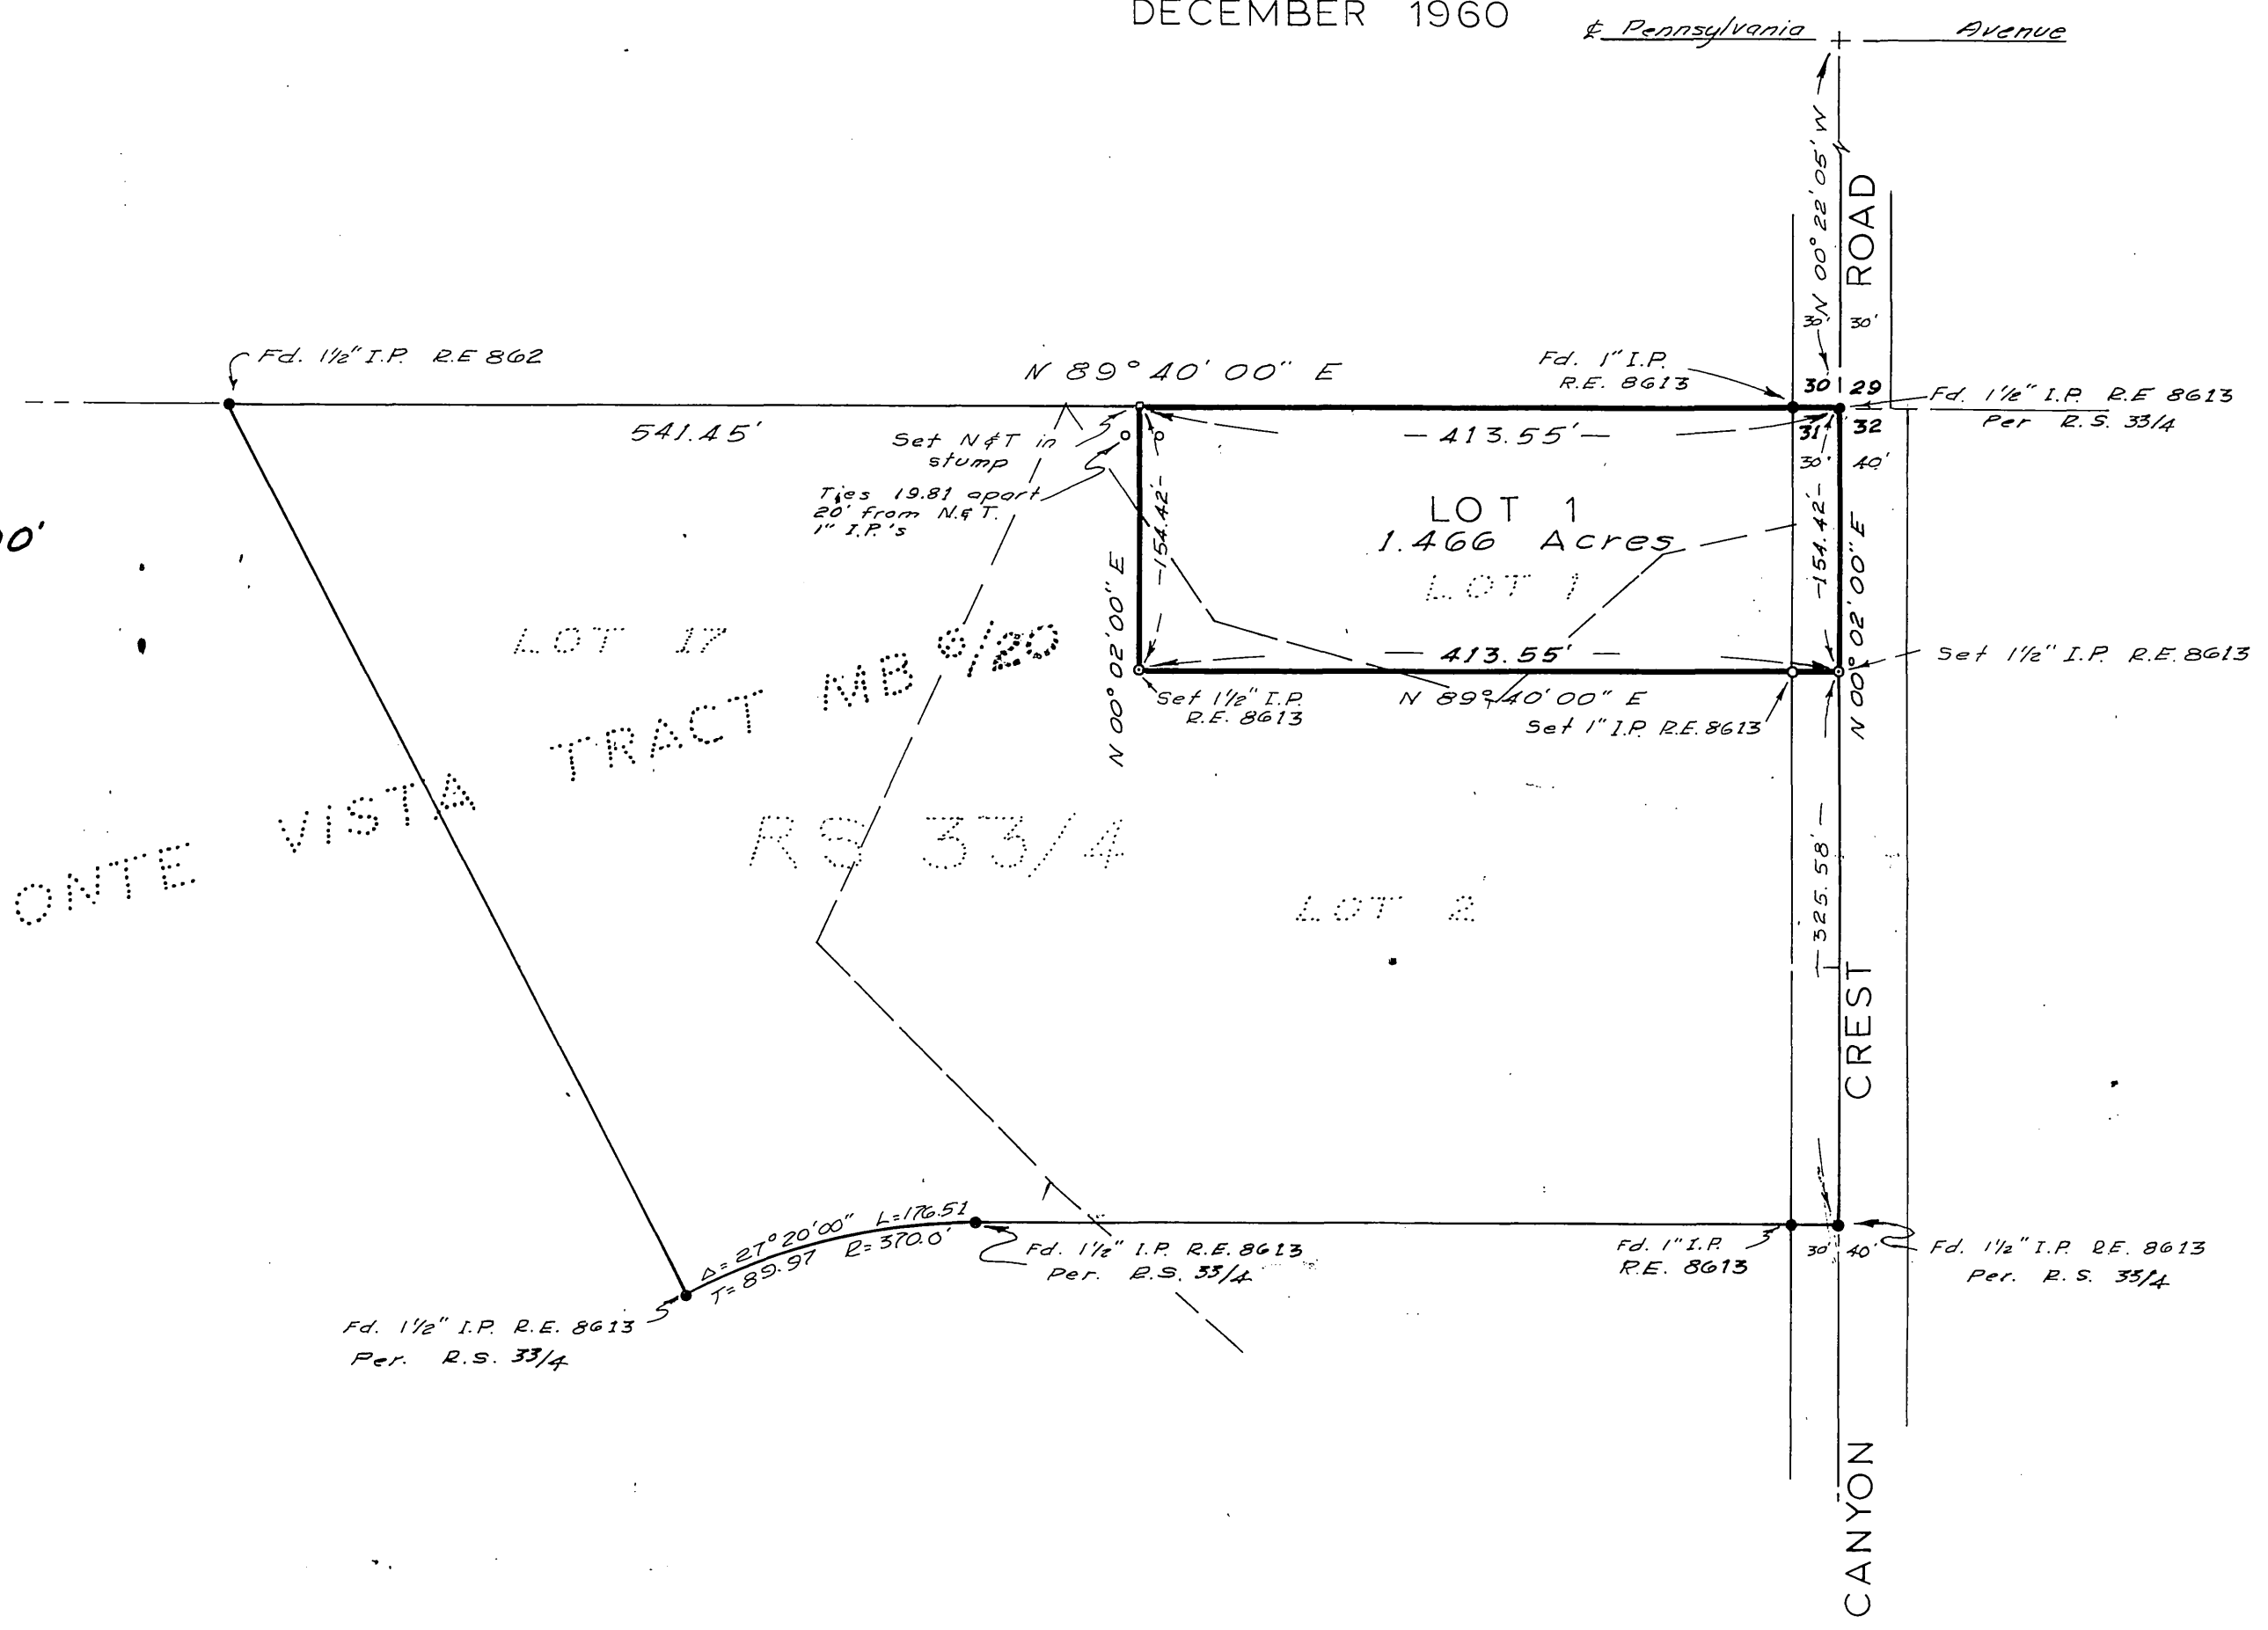 DECEMBER 1960
℄ Pennsylvania Avenue
N 00° 22' 05" W
ROAD
30' 30'
Fd. 1½" I.P. R.E 862
N 89° 40' 00" E
Fd. 1" I.P.
R.E. 8613
30 29
Fd. 1½" I.P. R.E 8613
Per R.S. 33/4
31 32
30' 40'
541.45'
Set N&T in
stump
413.55'
Ties 19.81 apart
20' from N.&T.
1" I.P.'s
154.42'
LOT 1
1.466 Acres
LOT 1
154.42'
N 00° 02' 00" E
N 00° 02' 00" E
LOT 17
413.55'
Set 1½" I.P. R.E. 8613
Set 1½" I.P.
R.E. 8613
N 89° 40' 00" E
Set 1" I.P. R.E. 8613
ONTE VISTA TRACT MB 6/20
RS 33/4
325.58'
LOT 2
CREST
Δ= 27° 20' 00" L=176.51
T= 89.97 R= 370.0'
Fd. 1½" I.P. R.E. 8613
Per. R.S. 33/4
Fd. 1" I.P.
R.E. 8613
30' 40'
Fd. 1½" I.P. R.E. 8613
Per. R.S. 33/4
Fd. 1½" I.P. R.E. 8613
Per. R.S. 33/4
CANYON